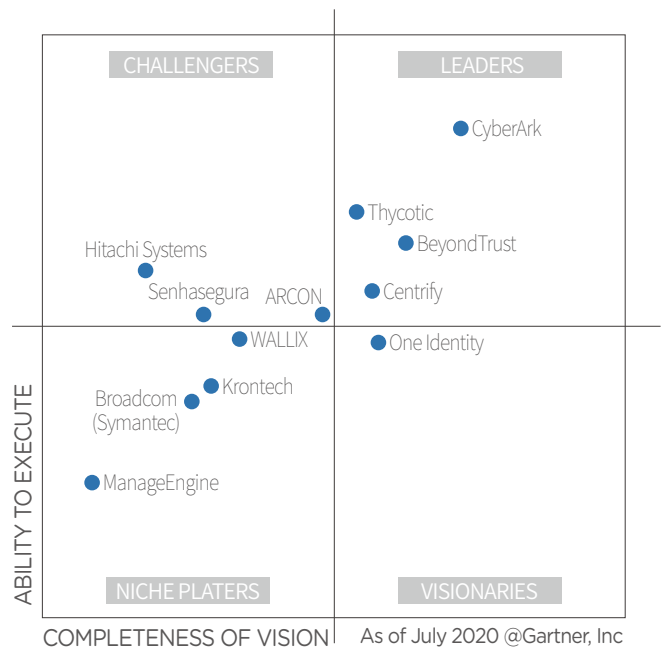 CHALLENGERS
LEADERS
CyberArk
Thycotic
BeyondTrust
Hitachi Systems
Senhasegura
ARCON
Centrify
WALLIX
One Identity
Krontech
Broadcom
(Symantec)
ManageEngine
ABILITY TO EXECUTE
NICHE PLATERS
VISIONARIES
COMPLETENESS OF VISION
As of July 2020 @Gartner, Inc